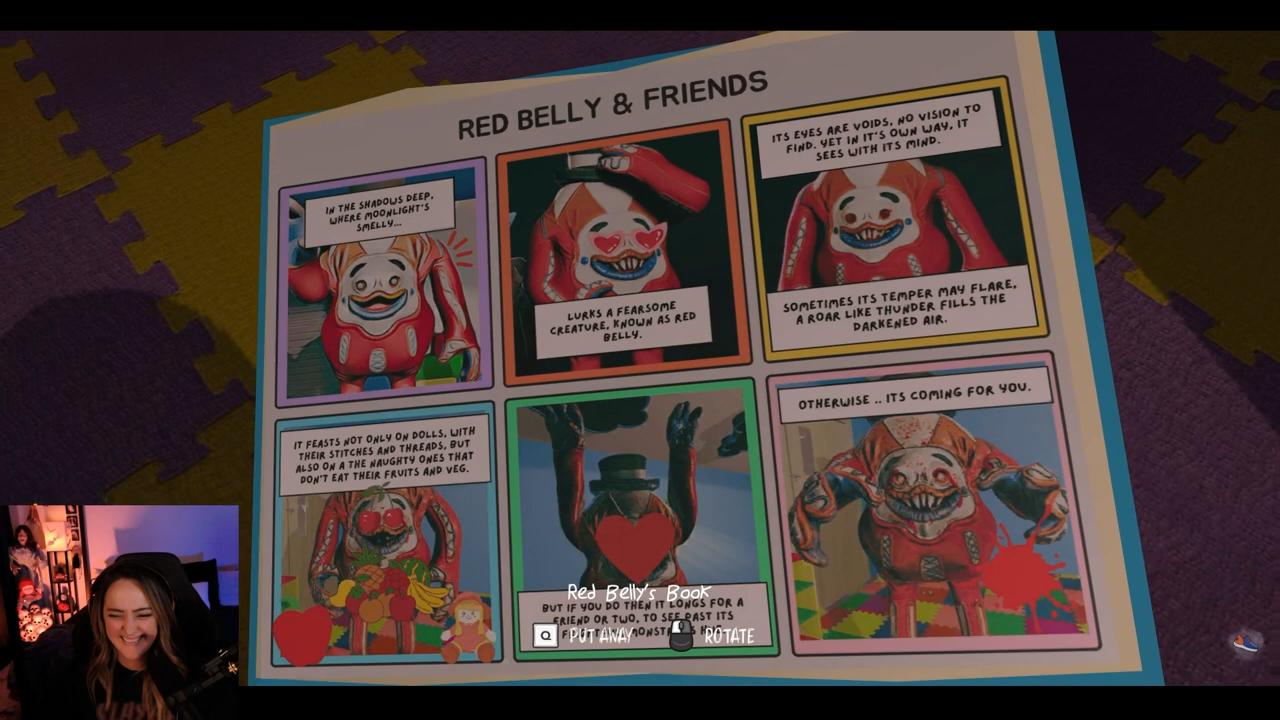 RED BELLY & FRIENDS
IN THE SHADOWS DEEP,
WHERE MOONLIGHT'S
SMELLY...
LURKS A FEARSOME
CREATURE, KNOWN AS RED
BELLY.
ITS EYES ARE VOIDS, NO VISION TO
FIND. YET IN IT'S OWN WAY, IT
SEES WITH ITS MIND.
SOMETIMES ITS TEMPER MAY FLARE,
A ROAR LIKE THUNDER FILLS THE
DARKENED AIR.
IT FEASTS NOT ONLY ON DOLLS, WITH
THEIR STITCHES AND THREADS, BUT
ALSO ON A THE NAUGHTY ONES THAT
DON'T EAT THEIR FRUITS AND VEG.
BUT IF YOU DO THEN IT LONGS FOR A
FRIEND OR TWO, TO SEE PAST ITS
OTHERWISE .. ITS COMING FOR YOU.
Red Belly's Book
Q PUT AWAY ROTATE